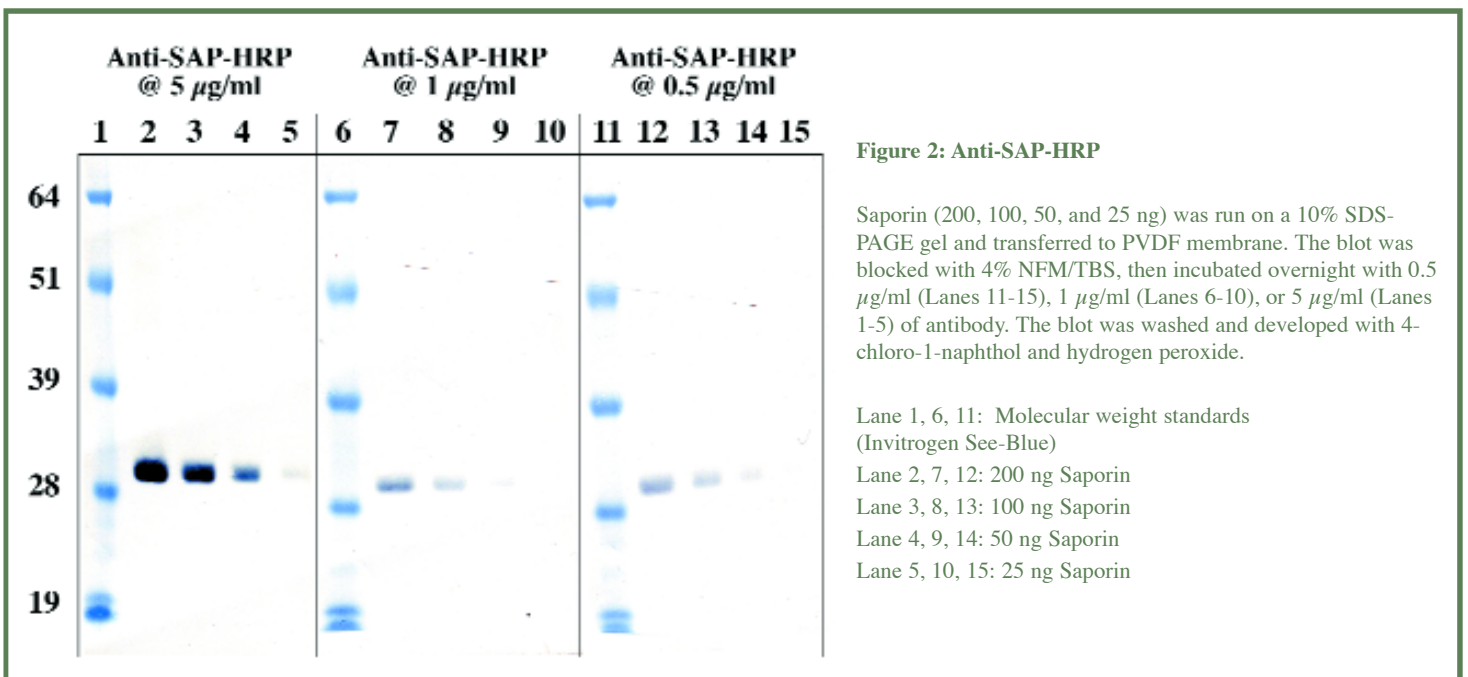 Anti-SAP-HRP
@ 5 µg/ml
Anti-SAP-HRP
@ 1 µg/ml
Anti-SAP-HRP
@ 0.5 µg/ml
1 2 3 4 5 6 7 8 9 10 11 12 13 14 15
64
51
39
28
19
Figure 2: Anti-SAP-HRP
Saporin (200, 100, 50, and 25 ng) was run on a 10% SDS-
PAGE gel and transferred to PVDF membrane. The blot was
blocked with 4% NFM/TBS, then incubated overnight with 0.5
µg/ml (Lanes 11-15), 1 µg/ml (Lanes 6-10), or 5 µg/ml (Lanes
1-5) of antibody. The blot was washed and developed with 4-
chloro-1-naphthol and hydrogen peroxide.
Lane 1, 6, 11: Molecular weight standards
(Invitrogen See-Blue)
Lane 2, 7, 12: 200 ng Saporin
Lane 3, 8, 13: 100 ng Saporin
Lane 4, 9, 14: 50 ng Saporin
Lane 5, 10, 15: 25 ng Saporin